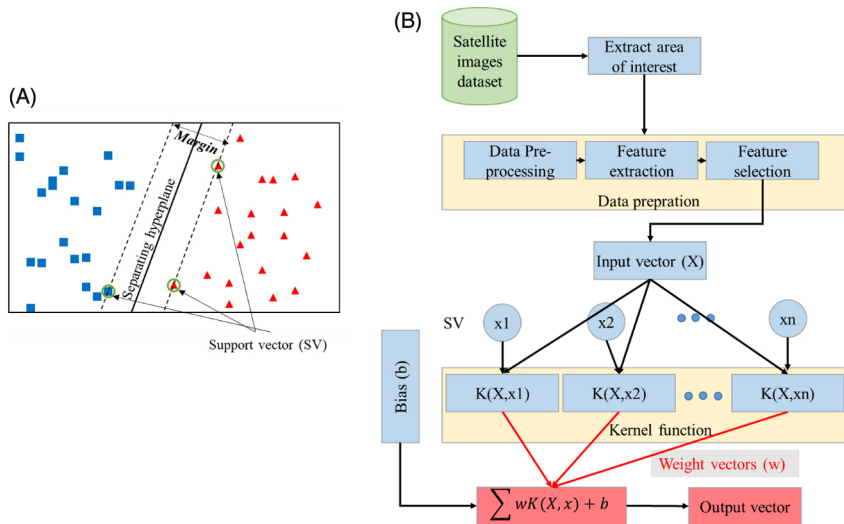 (A)
Margin
Separating hyperplane
Support vector (SV)
(B)
Satellite
images
dataset
Extract area
of interest
Data Pre-
processing
Feature
extraction
Feature
selection
Data prepration
Input vector (X)
SV
x1
x2
xn
Bias (b)
K(X,x1)
K(X,x2)
K(X,xn)
Kernel function
Weight vectors (w)
∑ wK(X, x) + b
Output vector